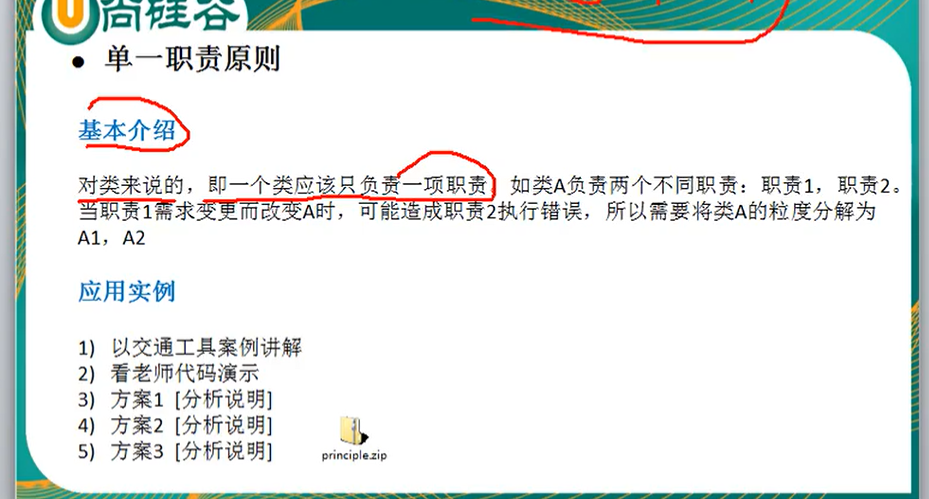 尚硅谷
● 单一职责原则
基本介绍
对类来说的，即一个类应该只负责一项职责。如类A负责两个不同职责：职责1，职责2。
当职责1需求变更而改变A时，可能造成职责2执行错误，所以需要将类A的粒度分解为
A1，A2
应用实例
1) 以交通工具案例讲解
2) 看老师代码演示
3) 方案1 [分析说明]
4) 方案2 [分析说明]
5) 方案3 [分析说明]
principle.zip